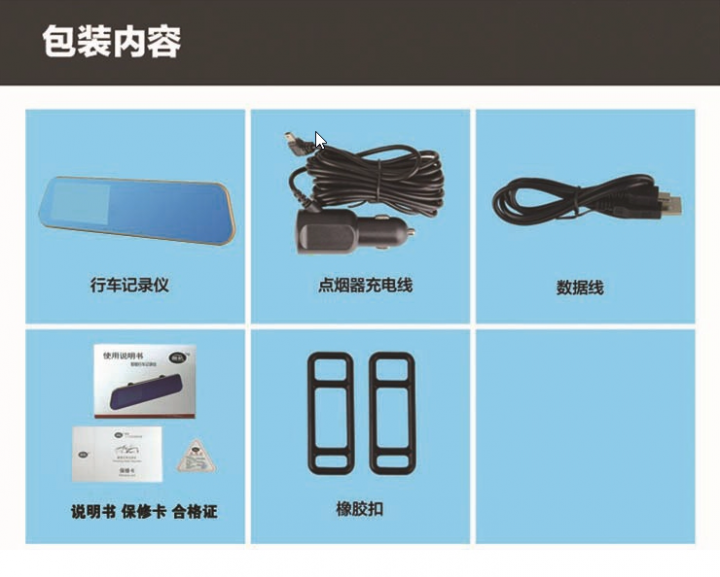 包装内容
行车记录仪
点烟器充电线
数据线
使用说明书
保修卡
说明书 保修卡 合格证
橡胶扣